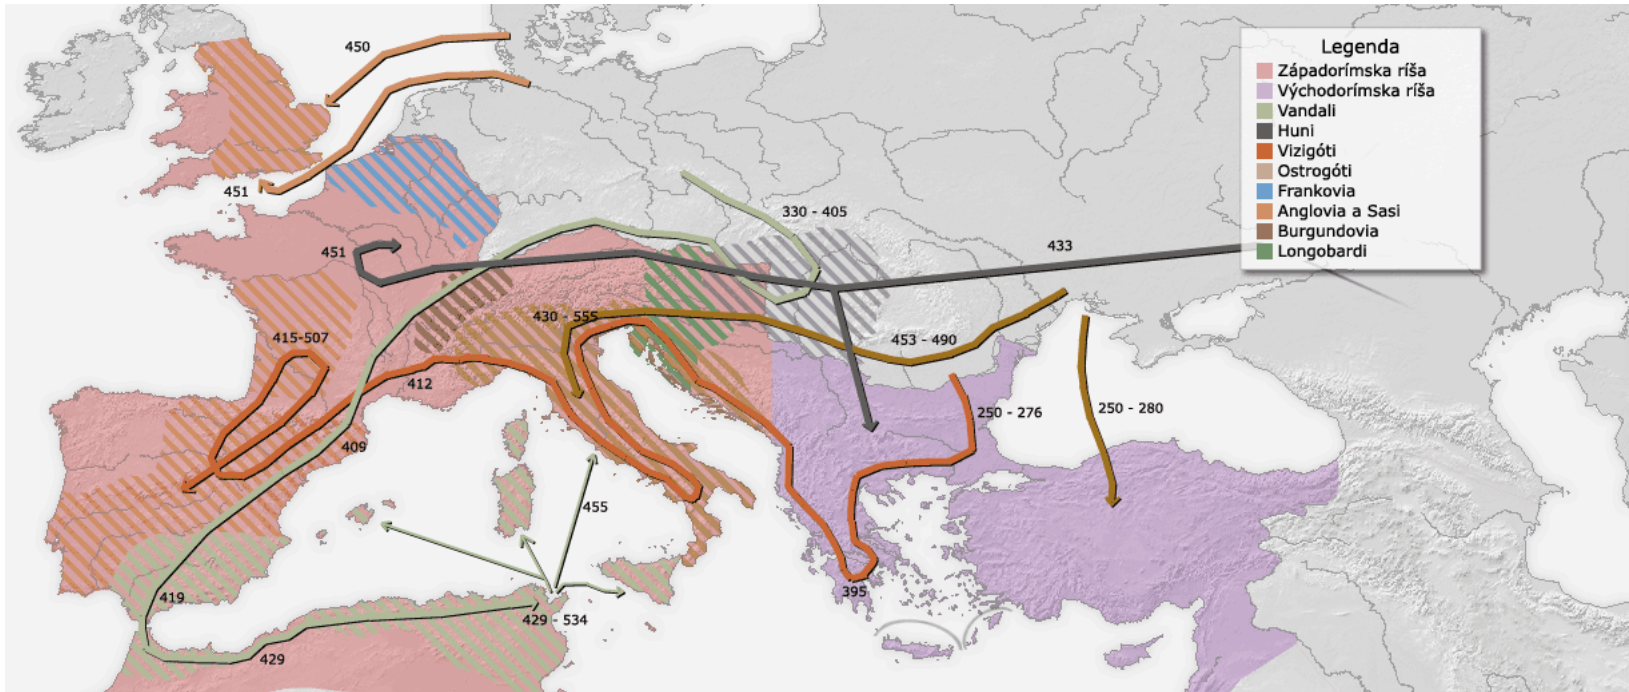 450
Legenda
Západorímska ríša
Východorímska ríša
Vandali
Huni
Vizigóti
Ostrogóti
Frankovia
Anglovia a Sasi
Burgundovia
Longobardi
451
330 - 405
433
451
430 - 555
415-507
453 - 490
412
250 - 276
250 - 280
409
455
419
395
429 - 534
429